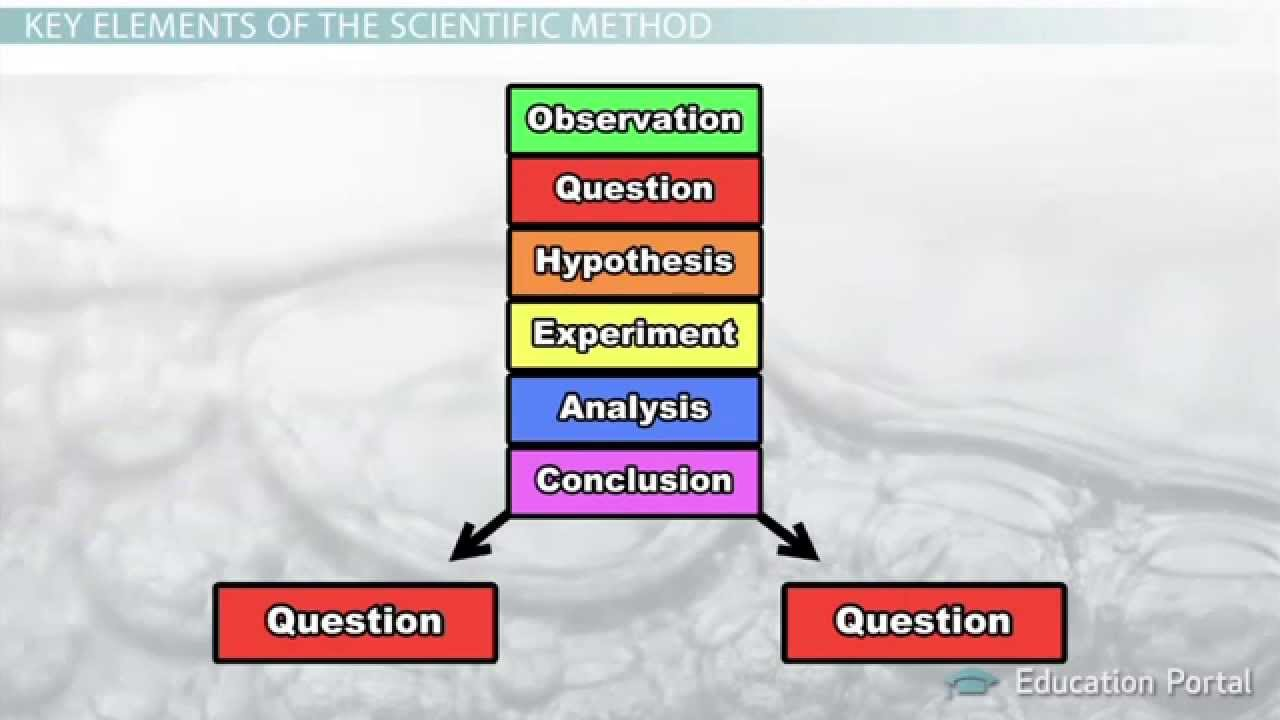 KEY ELEMENTS OF THE SCIENTIFIC METHOD
Observation
Question
Hypothesis
Experiment
Analysis
Conclusion
Question
Question
Education Portal